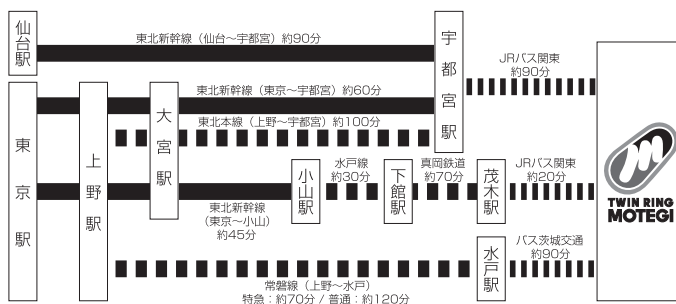 仙台駅
東北新幹線（仙台〜宇都宮）約90分
宇都宮駅
JRバス関東
約90分
東京駅
上野駅
大宮駅
東北新幹線（東京〜宇都宮）約60分
東北本線（上野〜宇都宮）約100分
東北新幹線
（東京〜小山）
約45分
小山駅
水戸線
約30分
下館駅
真岡鉄道
約70分
茂木駅
JRバス関東
約20分
常磐線（上野〜水戸）
特急：約70分 / 普通：約120分
水戸駅
バス茨城交通
約90分
TWIN RING
MOTEGI